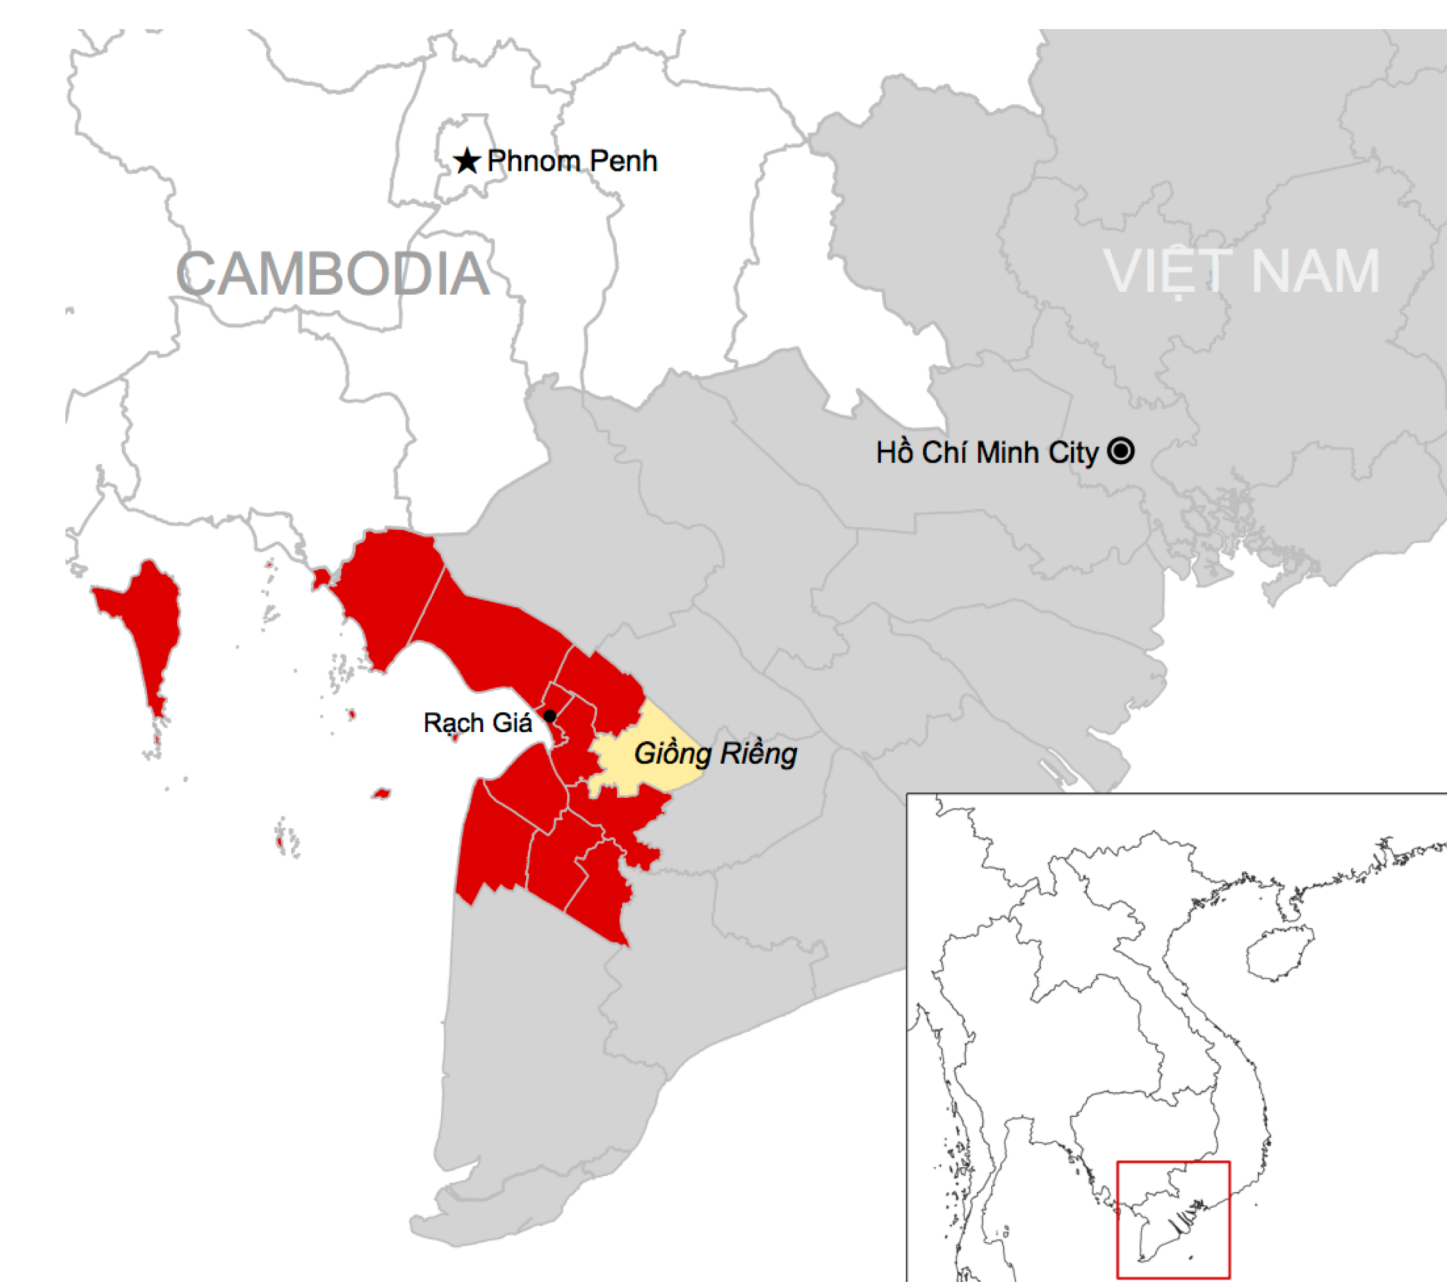 Phnom Penh
CAMBODIA
VIỆT NAM
Hồ Chí Minh City
Rạch Giá
Giồng Riềng